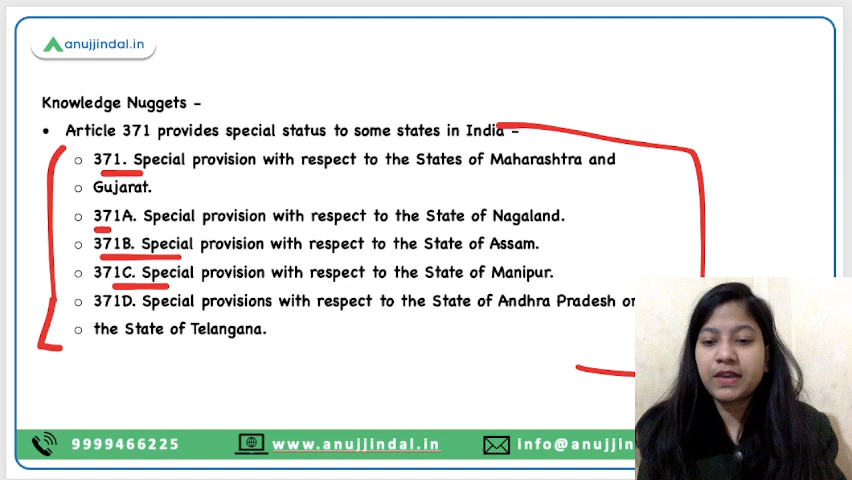 anujjindal.in
Knowledge Nuggets –
• Article 371 provides special status to some states in India –
○ 371. Special provision with respect to the States of Maharashtra and
○ Gujarat.
○ 371A. Special provision with respect to the State of Nagaland.
○ 371B. Special provision with respect to the State of Assam.
○ 371C. Special provision with respect to the State of Manipur.
○ 371D. Special provisions with respect to the State of Andhra Pradesh or
○ the State of Telangana.
9999466225 www.anujjindal.in info@anujjin